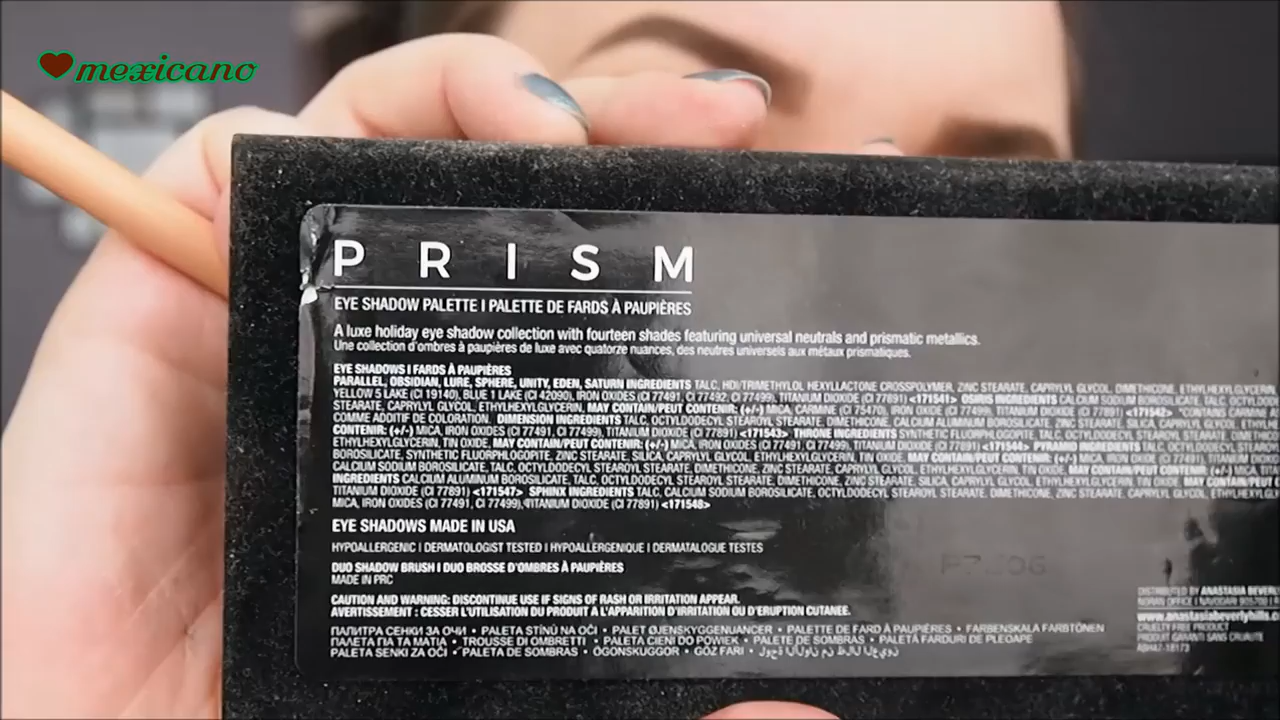 mexicano
PRISM
EYE SHADOW PALETTE I PALETTE DE FARDS À PAUPIÈRES
A luxe holiday eye shadow collection with fourteen shades featuring universal neutrals and prismatic metallics.
Une collection d'ombres à paupières de luxe avec quatorze nuances, des neutres universels aux métaux prismatiques.
EYE SHADOWS I FARDS À PAUPIÈRES
PARALLEL, OBSIDIAN, LURE, SPHERE, UNITY, EDEN, SATURN INGREDIENTS TALC, HDI/TRIMETHYLOL HEXYLLACTONE CROSSPOLYMER, ZINC STEARATE, CAPRYLYL GLYCOL, DIMETHICONE, ETHYLHEXYLGLYCERIN
YELLOW 5 LAKE (CI 19140), BLUE 1 LAKE (CI 42090), IRON OXIDES (CI 77491, CI 77492, CI 77499), TITANIUM DIOXIDE (CI 77891) <171541> OSIRIS INGREDIENTS CALCIUM SODIUM BOROSILICATE, TALC,
STEARATE, CAPRYLYL GLYCOL, ETHYLHEXYLGLYCERIN, MAY CONTAIN/PEUT CONTENIR: (+/-) MICA, CARMINE (CI 75470), IRON OXIDE (CI 77499), TITANIUM DIOXIDE (CI 77891) <171542> *CONTAINS CARMINE
COMME ADDITIF DE COLORATION. DIMENSION INGREDIENTS TALC, OCTYLDODECYL STEAROYL STEARATE, DIMETHICONE, CALCIUM ALUMINUM BOROSILICATE, ZINC STEARATE, SILICA, CAPRYLYL GLYCOL,
CONTENIR: (+/-) MICA, IRON OXIDES (CI 77491, CI 77499), TITANIUM DIOXIDE (CI 77891) <171543> THRONE INGREDIENTS SYNTHETIC FLUORPHLOGOPITE, TALC, OCTYLDODECYL STEAROYL STEARATE,
ETHYLHEXYLGLYCERIN, TIN OXIDE, MAY CONTAIN/PEUT CONTENIR: (+/-) MICA, IRON OXIDES (CI 77491, CI 77499), TITANIUM DIOXIDE (CI 77891) PYRAMID INGREDIENTS
BOROSILICATE, SYNTHETIC FLUORPHLOGOPITE, ZINC STEARATE, SILICA, CAPRYLYL GLYCOL, ETHYLHEXYLGLYCERIN, TIN OXIDE, MAY CONTAIN/PEUT CONTENIR: (+/-) MICA,
CALCIUM SODIUM BOROSILICATE, TALC, OCTYLDODECYL STEAROYL STEARATE, DIMETHICONE, ZINC STEARATE, CAPRYLYL GLYCOL, ETHYLHEXYLGLYCERIN, TIN OXIDE, MAY CONTAIN/PEUT CONTENIR: (+/-) MICA,
INGREDIENTS CALCIUM ALUMINUM BOROSILICATE, TALC, OCTYLDODECYL STEAROYL STEARATE, DIMETHICONE, ZINC STEARATE, SILICA, CAPRYLYL GLYCOL, ETHYLHEXYLGLYCERIN, TIN OXIDE,
TITANIUM DIOXIDE (CI 77891) <171547> SPHINX INGREDIENTS TALC, CALCIUM SODIUM BOROSILICATE, OCTYLDODECYL STEAROYL STEARATE, DIMETHICONE, ZINC STEARATE, CAPRYLYL GLYCOL,
MICA, IRON OXIDES (CI 77491, CI 77499), TITANIUM DIOXIDE (CI 77891) <171548>
EYE SHADOWS MADE IN USA
HYPOALLERGENIC I DERMATOLOGIST TESTED I HYPOALLERGENIQUE I DERMATALOGUE TESTES
DUO SHADOW BRUSH I DUO BROSSE D'OMBRES À PAUPIÈRES
MADE IN PRC
CAUTION AND WARNING: DISCONTINUE USE IF SIGNS OF RASH OR IRRITATION APPEAR.
AVERTISSEMENT : CESSER L'UTILISATION DU PRODUIT A L'APPARITION D'IRRITATION OU D'ERUPTION CUTANEE.
ПАЛИТРА СЕНКИ ЗА ОЧИ • PALETA STÍNŮ NA OČI • PALET ØJENSKYGGENUANCER • PALETTE DE FARD À PAUPIÈRES • FARBENSKALA FARBTÖNEN
ΠΑΛΕΤΑ ΓΙΑ ΤΑ ΜΑΤΙΑ • TROUSSE DI OMBRETTI • PALETA CIENI DO POWIEK • PALETE DE SOMBRAS • PALETĂ FARDURI DE PLEOAPE
PALETA SENKI ZA OČI • PALETA DE SOMBRAS • ÖGONSKUGGOR • GÖZ FARI • لوحة الألوان من ظلال العيون
DISTRIBUTED BY ANASTASIA
www.anastasiabeverlyhills
CRUELTY FREE PRODUCT
PRODUIT GARANTI SANS CRUAUTE
ABH47-18173